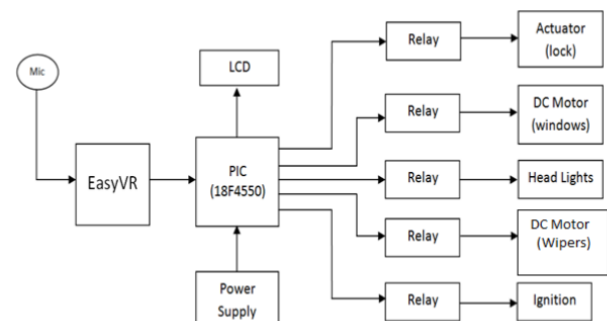 Mic
EasyVR
LCD
PIC
(18F4550)
Power
Supply
Relay
Actuator
(lock)
Relay
DC Motor
(windows)
Relay
Head Lights
Relay
DC Motor
(Wipers)
Relay
Ignition